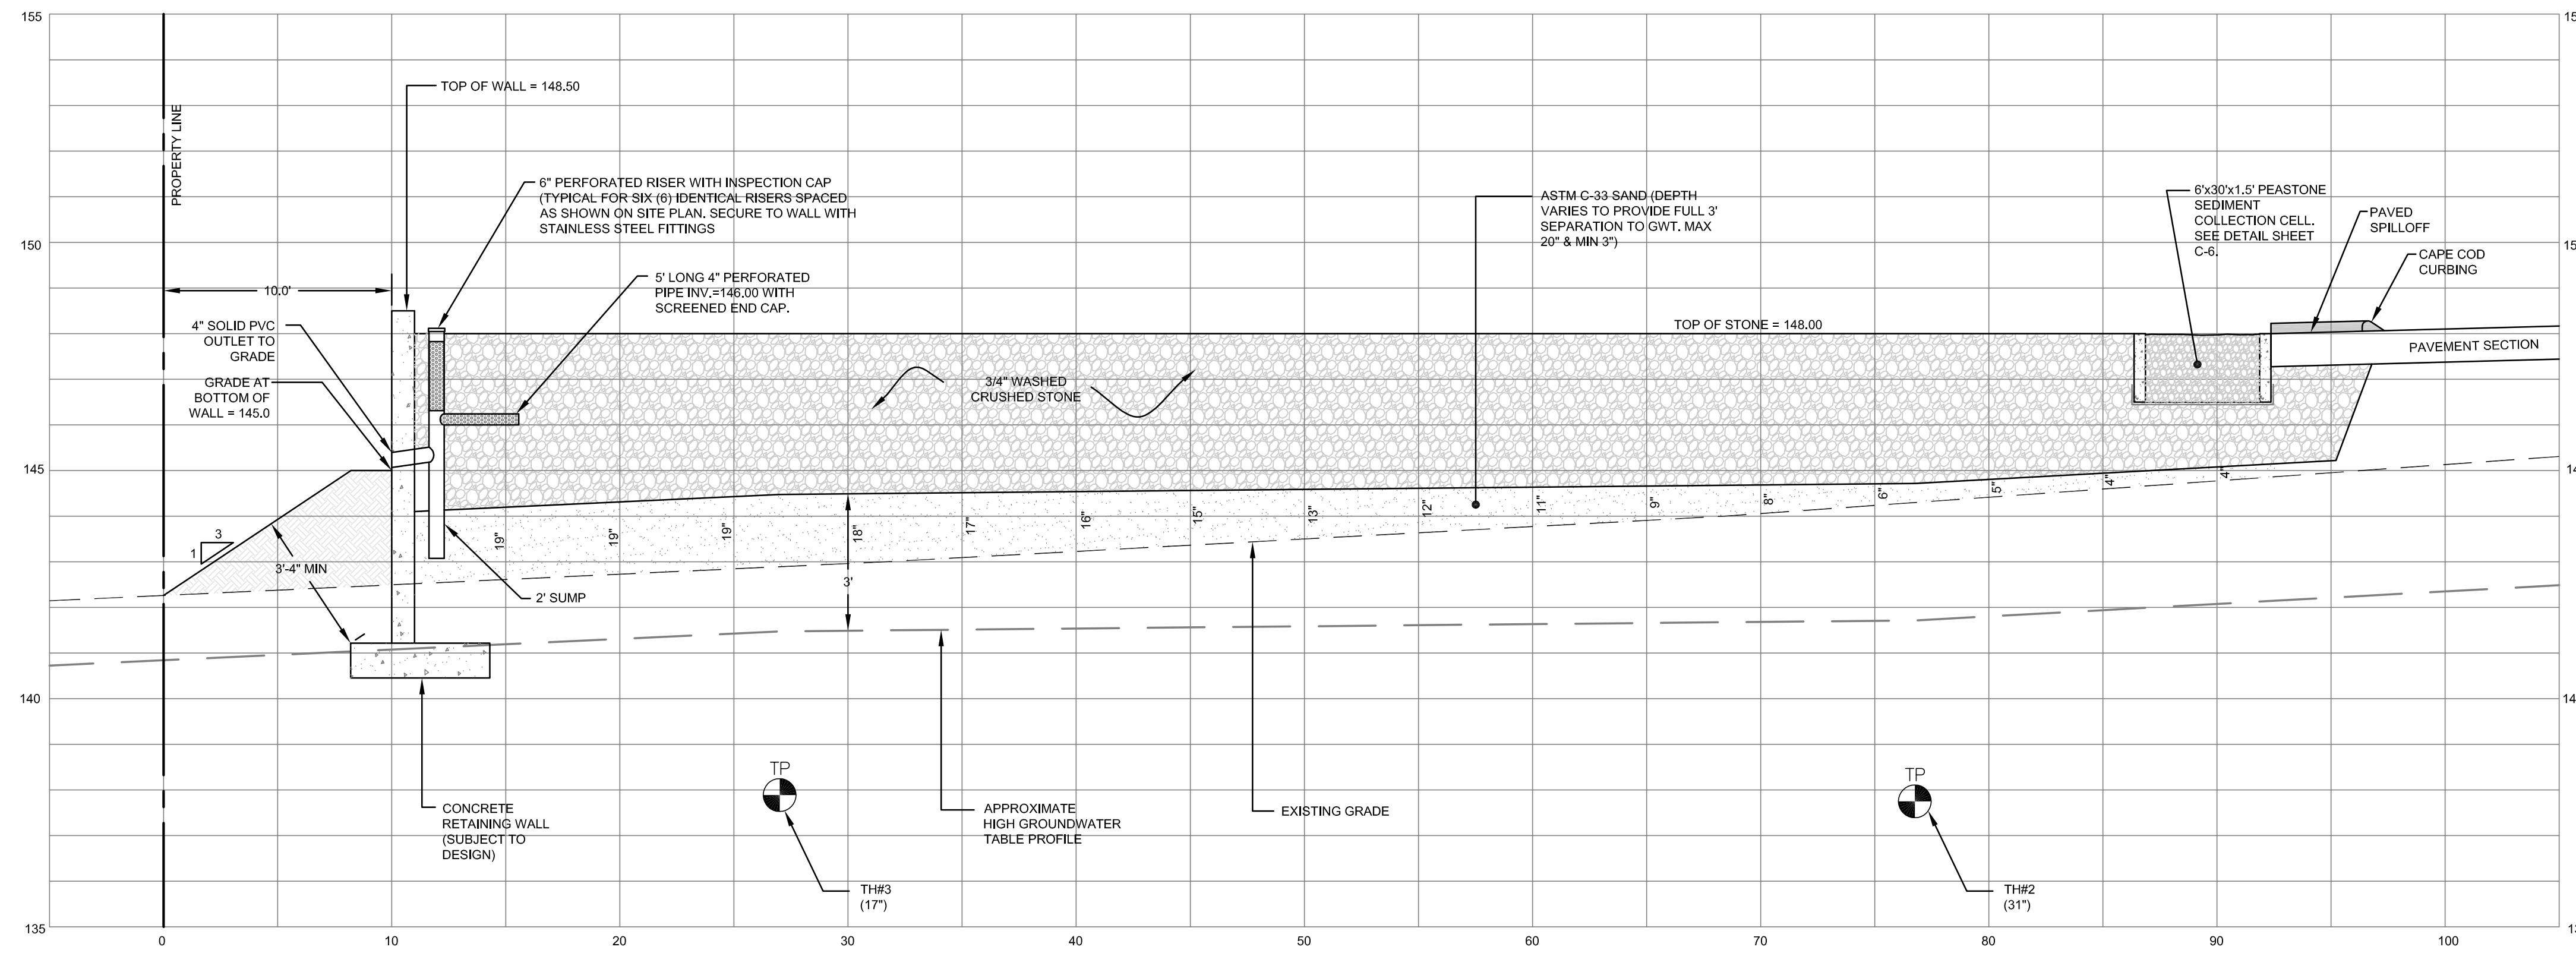 155
15
TOP OF WALL = 148.50
PROPERTY LINE
6" PERFORATED RISER WITH INSPECTION CAP
(TYPICAL FOR SIX (6) IDENTICAL RISERS SPACED
AS SHOWN ON SITE PLAN. SECURE TO WALL WITH
STAINLESS STEEL FITTINGS
ASTM C-33 SAND (DEPTH
VARIES TO PROVIDE FULL 3'
SEPARATION TO GWT. MAX
20" & MIN 3")
6'x30'x1.5' PEASTONE
SEDIMENT
COLLECTION CELL.
SEE DETAIL SHEET
C-6.
PAVED
SPILLOFF
CAPE COD
CURBING
150
15
10.0'
5' LONG 4" PERFORATED
PIPE INV.=146.00 WITH
SCREENED END CAP.
4" SOLID PVC
OUTLET TO
GRADE
GRADE AT
BOTTOM OF
WALL = 145.0
TOP OF STONE = 148.00
PAVEMENT SECTION
3/4" WASHED
CRUSHED STONE
145
14
19"
19"
19"
18"
17"
16"
15"
13"
12"
11"
9"
8"
6"
5"
4"
4"
3
1
3'-4" MIN
3'
2' SUMP
140
14
TP
TP
CONCRETE
RETAINING WALL
(SUBJECT TO
DESIGN)
APPROXIMATE
HIGH GROUNDWATER
TABLE PROFILE
EXISTING GRADE
TH#3
(17")
TH#2
(31")
135
13
0
10
20
30
40
50
60
70
80
90
100